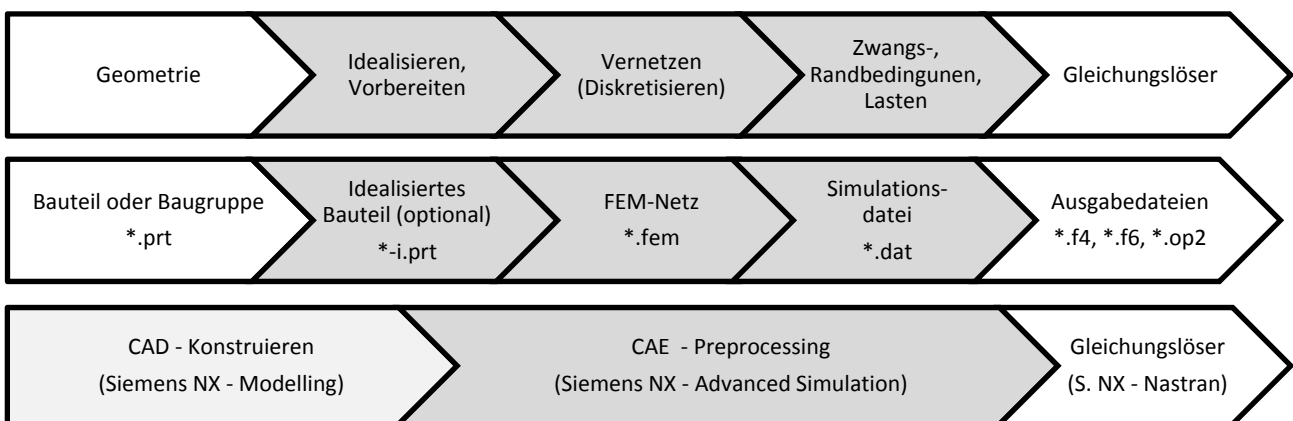 Geometrie
Idealisieren,
Vorbereiten
Vernetzen
(Diskretisieren)
Zwangs-,
Randbedingunen,
Lasten
Gleichungslöser
Bauteil oder Baugruppe
*.prt
Idealisiertes
Bauteil (optional)
*-i.prt
FEM-Netz
*.fem
Simulations-
datei
*.dat
Ausgabedateien
*.f4, *.f6, *.op2
CAD - Konstruieren
(Siemens NX - Modelling)
CAE - Preprocessing
(Siemens NX - Advanced Simulation)
Gleichungslöser
(S. NX - Nastran)